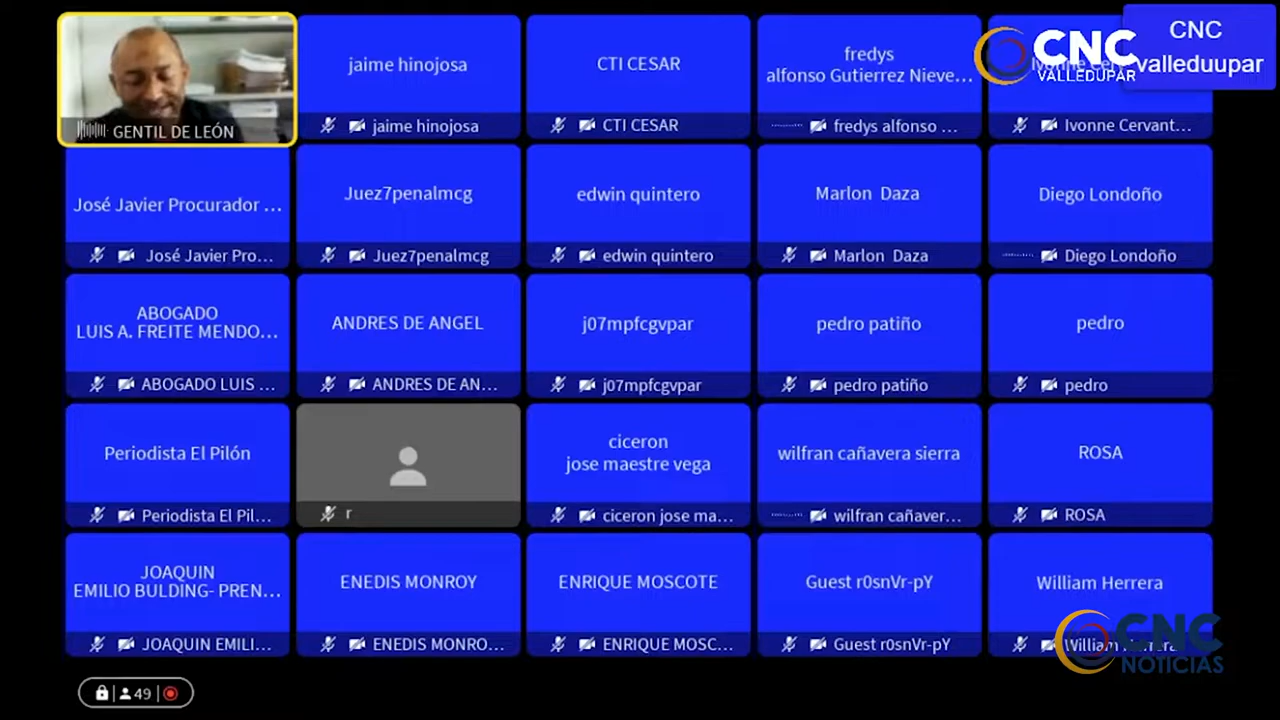 GENTIL DE LEÓN
jaime hinojosa
jaime hinojosa
CTI CESAR
CTI CESAR
fredys
alfonso Gutierrez Nieve...
fredys alfonso ...
Ivonne Cervant...
CNC
VALLEDUPAR
CNC
valleduupar
José Javier Procurador ...
José Javier Pro...
Juez7penalmcg
Juez7penalmcg
edwin quintero
edwin quintero
Marlon Daza
Marlon Daza
Diego Londoño
Diego Londoño
ABOGADO
LUIS A. FREITE MENDO...
ABOGADO LUIS ...
ANDRES DE ANGEL
ANDRES DE AN...
j07mpfcgvpar
j07mpfcgvpar
pedro patiño
pedro patiño
pedro
pedro
Periodista El Pilón
Periodista El Pil...
r
ciceron
jose maestre vega
ciceron jose ma...
wilfran cañavera sierra
wilfran cañaver...
ROSA
ROSA
JOAQUIN
EMILIO BULDING- PREN...
JOAQUIN EMILI...
ENEDIS MONROY
ENEDIS MONRO...
ENRIQUE MOSCOTE
ENRIQUE MOSC...
Guest r0snVr-pY
Guest r0snVr-pY
William Herrera
William Herrera
CNC
NOTICIAS
49